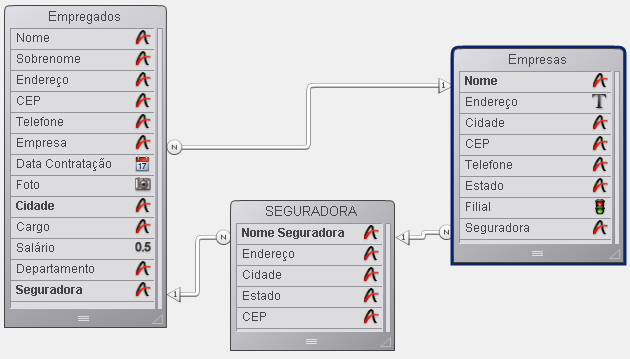 Empregados
Nome
Sobrenome
Endereço
CEP
Telefone
Empresa
Data Contratação
17
Foto
Cidade
Cargo
Salário
0.5
Departamento
Seguradora
N
1
SEGURADORA
Nome Seguradora
Endereço
Cidade
Estado
CEP
N
1
Empresas
Nome
Endereço
Cidade
CEP
Telefone
Estado
Filial
Seguradora
1
N